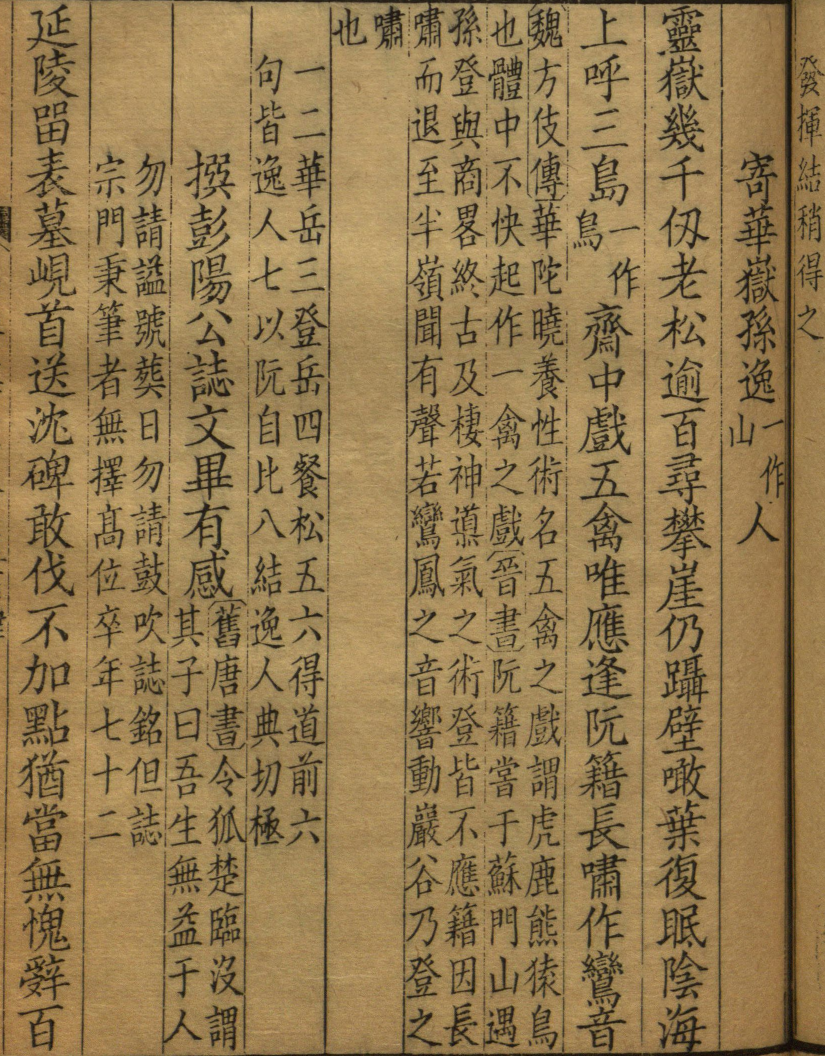 發揮結稍得之
寄華嶽孫逸人一作山
靈嶽幾千仭老松逾百尋攀崖仍躡壁噉葉復眠陰海
上呼三島一作鳥齋中戲五禽唯應逢阮籍長嘯作鸞音
魏方伎傳華陀曉養性術名五禽之戲謂虎鹿熊猿鳥
也體中不快起作一禽之戲晉書阮籍嘗于蘇門山遇
孫登與商畧終古及棲神導氣之術登皆不應籍因長
嘯而退至半嶺聞有聲若鸞鳳之音響動巖谷乃登之
嘯
也
一二華岳三登岳四餐松五六得道前六
句皆逸人七以阮自比八結逸人典切極
撰彭陽公誌文畢有感
舊唐書令狐楚臨沒謂
其子曰吾生無益于人
勿請諡號葬日勿請鼓吹誌銘但誌
宗門秉筆者無擇髙位卒年七十二
延陵畱表墓峴首送沈碑敢伐不加點猶當無愧辤百